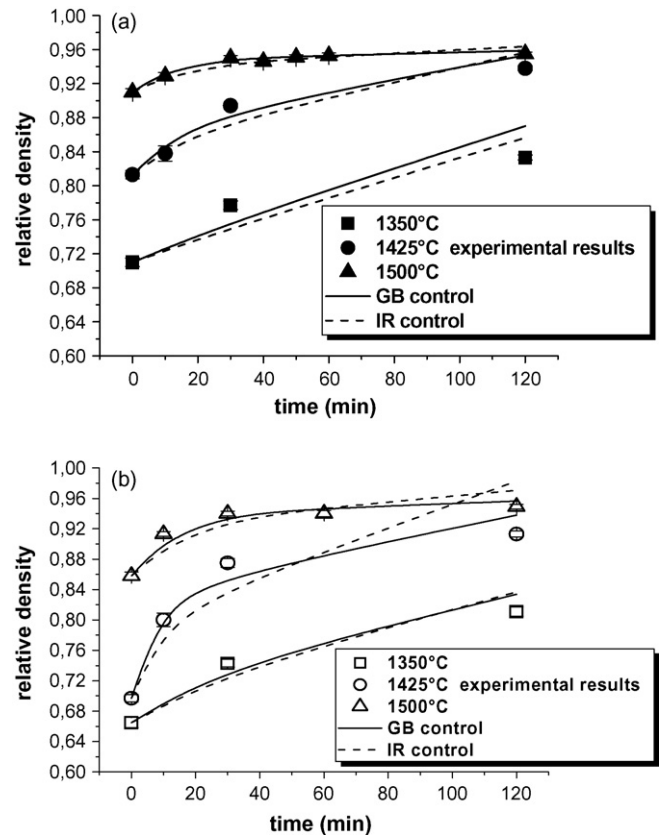 (a)
1,00
0,96
0,92
0,88
0,84
0,80
0,76
0,72
0,68
0,64
0,60
relative density
1350°C
1425°C experimental results
1500°C
GB control
IR control
0 20 40 60 80 100 120
time (min)
(b)
1,00
0,96
0,92
0,88
0,84
0,80
0,76
0,72
0,68
0,64
0,60
relative density
1350°C
1425°C experimental results
1500°C
GB control
IR control
0 20 40 60 80 100 120
time (min)